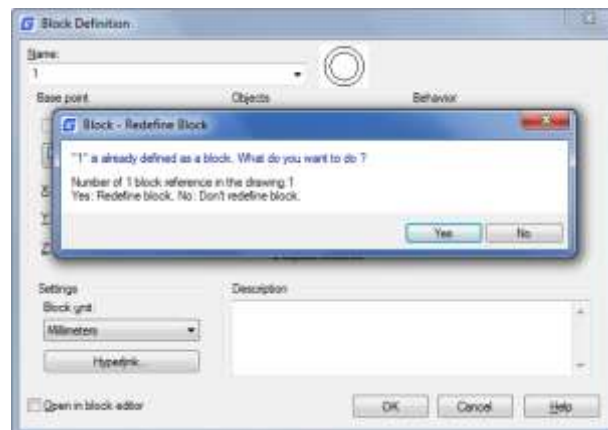 Block Definition
Name:
1
Base point
Objects
Behavior
Block - Redefine Block
"1" is already defined as a block. What do you want to do ?
Number of 1 block reference in the drawing:1
Yes: Redefine block, No: Don't redefine block.
Yes
No
X:
Y:
Z:
Settings
Description
Block unit
Millimeters
Hyperlink...
Open in block editor
OK
Cancel
Help